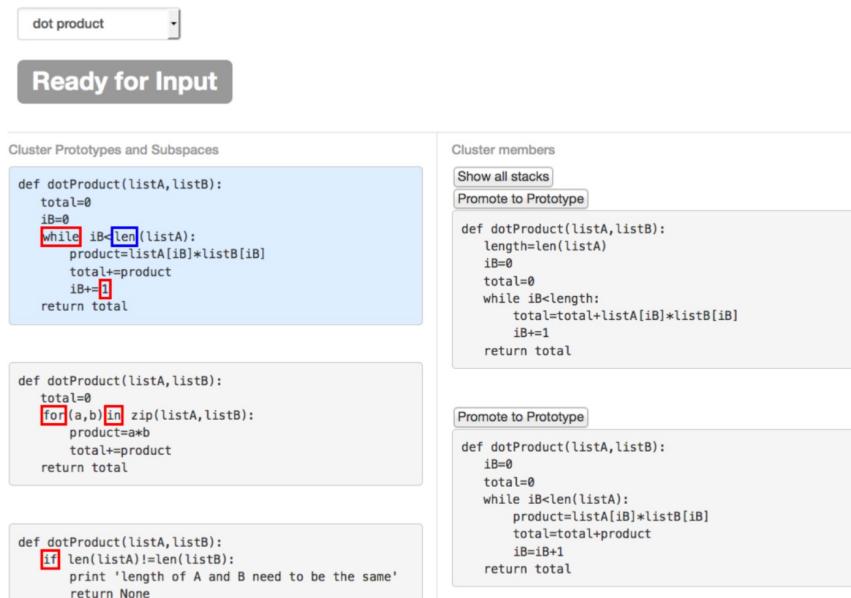 dot product
Ready for Input
Cluster Prototypes and Subspaces
def dotProduct(listA,listB):
    total=0
    iB=0
    while iB<len(listA):
        product=listA[iB]*listB[iB]
        total+=product
        iB+=1
    return total
def dotProduct(listA,listB):
    total=0
    for(a,b)in zip(listA,listB):
        product=a*b
        total+=product
    return total
def dotProduct(listA,listB):
    if len(listA)!=len(listB):
        print 'length of A and B need to be the same'
        return None
Cluster members
Show all stacks
Promote to Prototype
def dotProduct(listA,listB):
    length=len(listA)
    iB=0
    total=0
    while iB<length:
        total=total+listA[iB]*listB[iB]
        iB+=1
    return total
Promote to Prototype
def dotProduct(listA,listB):
    iB=0
    total=0
    while iB<len(listA):
        product=listA[iB]*listB[iB]
        total=total+product
        iB=iB+1
    return total